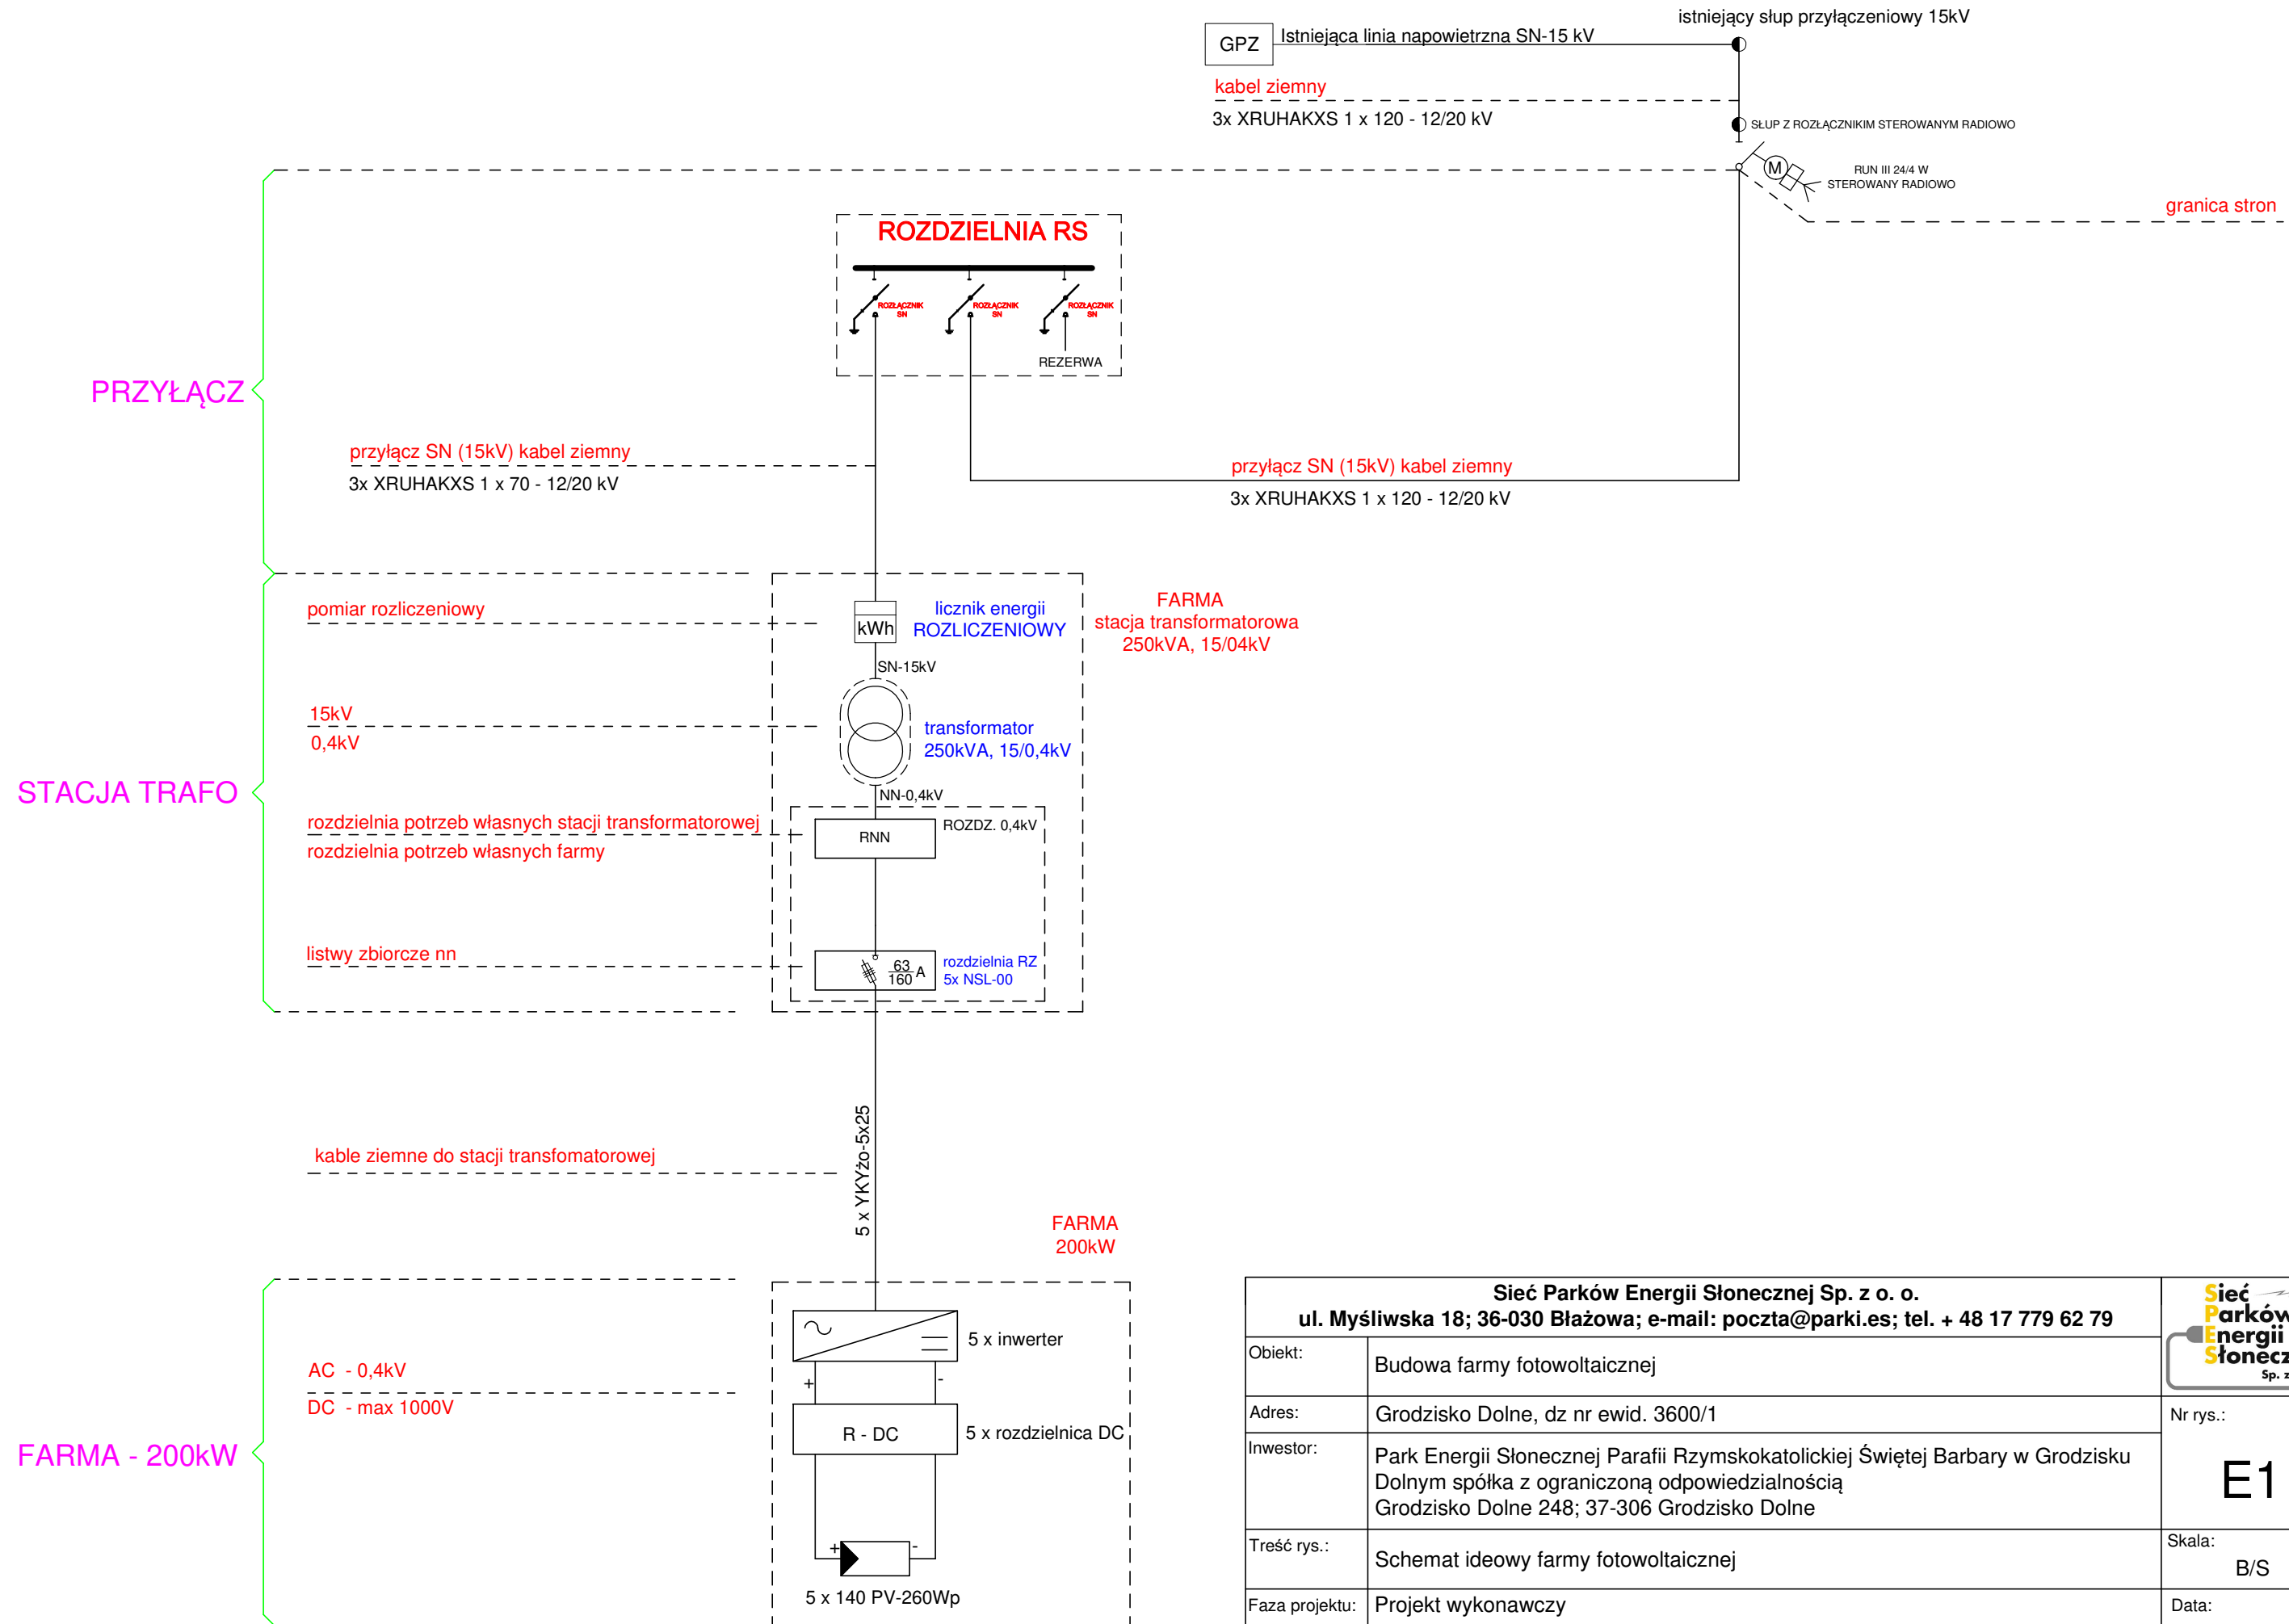 istniejący słup przyłączeniowy 15kV
GPZ
Istniejąca linia napowietrzna SN-15 kV
kabel ziemny
3x XRUHAKXS 1 x 120 - 12/20 kV
SŁUP Z ROZŁĄCZNIKIM STEROWANYM RADIOWO
M
RUN III 24/4 W
STEROWANY RADIOWO
granica stron
ROZDZIELNIA RS
ROZŁĄCZNIK
SN
ROZŁĄCZNIK
SN
ROZŁĄCZNIK
SN
REZERWA
PRZYŁĄCZ
przyłącz SN (15kV) kabel ziemny
3x XRUHAKXS 1 x 70 - 12/20 kV
przyłącz SN (15kV) kabel ziemny
3x XRUHAKXS 1 x 120 - 12/20 kV
pomiar rozliczeniowy
kWh
licznik energii
ROZLICZENIOWY
FARMA
stacja transformatorowa
250kVA, 15/04kV
SN-15kV
15kV
0,4kV
transformator
250kVA, 15/0,4kV
STACJA TRAFO
NN-0,4kV
rozdzielnia potrzeb własnych stacji transformatorowej
rozdzielnia potrzeb własnych farmy
RNN
ROZDZ. 0,4kV
listwy zbiorcze nn
63
160
A
rozdzielnia RZ
5x NSL-00
5 x YKYżo-5x25
kable ziemne do stacji transfomatorowej
FARMA
200kW
FARMA - 200kW
AC - 0,4kV
DC - max 1000V
5 x inwerter
+ -
R - DC
5 x rozdzielnica DC
+ -
5 x 140 PV-260Wp
Sieć Parków Energii Słonecznej Sp. z o. o.
ul. Myśliwska 18; 36-030 Błażowa; e-mail: poczta@parki.es; tel. + 48 17 779 62 79
Sieć
Parków
Energii
Słonecz
Sp. z
Obiekt:
Budowa farmy fotowoltaicznej
Adres:
Grodzisko Dolne, dz nr ewid. 3600/1
Nr rys.:
E1
Inwestor:
Park Energii Słonecznej Parafii Rzymskokatolickiej Świętej Barbary w Grodzisku
Dolnym spółka z ograniczoną odpowiedzialnością
Grodzisko Dolne 248; 37-306 Grodzisko Dolne
Treść rys.:
Schemat ideowy farmy fotowoltaicznej
Skala:
B/S
Faza projektu:
Projekt wykonawczy
Data: